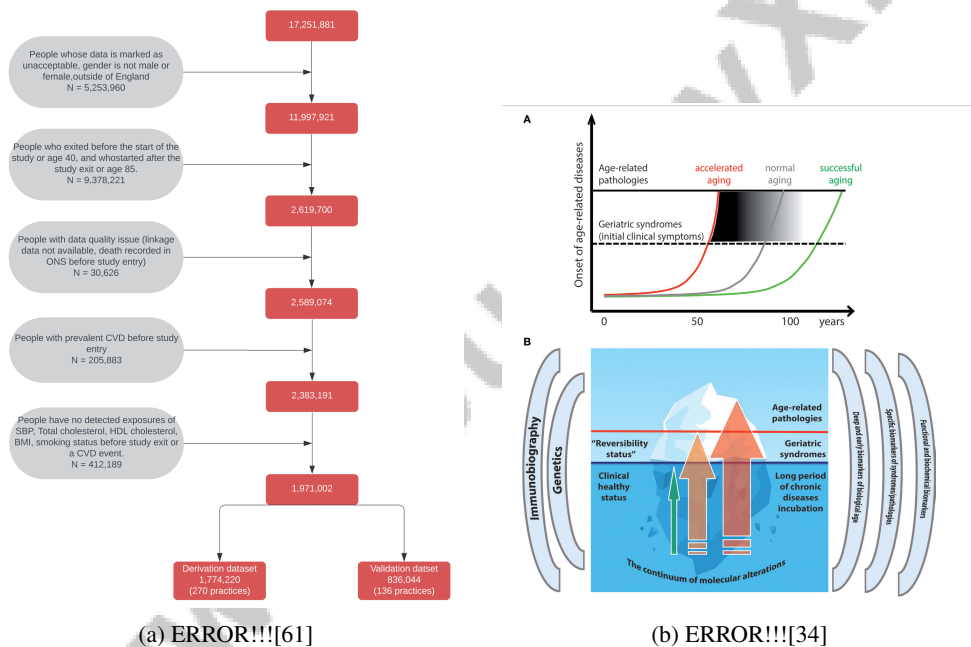 17,251,881
People whose data is marked as
unacceptable, gender is not male or
female,outside of England
N = 5,253,960
11,997,921
People who exited before the start of the
study or age 40, and whostarted after the
study exit or age 85.
N = 9,378,221
2,619,700
People with data quality issue (linkage
data not available, death recorded in
ONS before study entry)
N = 30,626
2,589,074
People with prevalent CVD before study
entry
N = 205,883
2,383,191
People have no detected exposures of
SBP, Total cholesterol, HDL cholesterol,
BMI, smoking status before study exit or
a CVD event.
N = 412,189
1,971,002
Derivation dataset
1,774,220
(270 practices)
Validation datset
836,044
(136 practices)
(a) ERROR!!![61]
A
Onset of age-related diseases
Age-related
pathologies
accelerated
aging
normal
aging
successful
aging
Geriatric syndromes
(initial clinical symptoms)
0
50
100
years
B
Immunobiography
Genetics
Age-related
pathologies
"Reversibility
status"
Geriatric
syndromes
Clinical
healthy
status
Long period
of chronic
diseases
incubation
The continuum of molecular alterations
Deep and early biomarkers of biological age
Specific biomarkers of syndromes/pathologies
Functional and biochemical biomarkers
(b) ERROR!!![34]